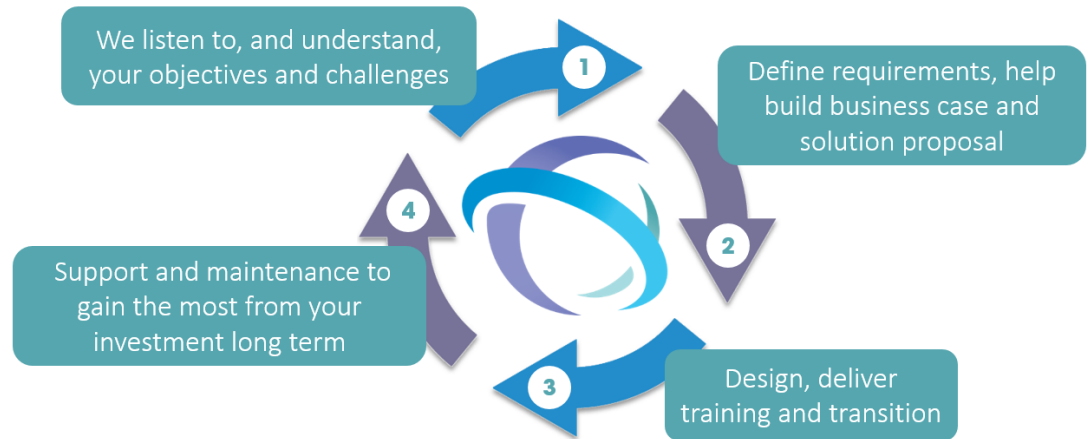 We listen to, and understand,
your objectives and challenges
1
Define requirements, help
build business case and
solution proposal
2
Design, deliver
training and transition
3
Support and maintenance to
gain the most from your
investment long term
4